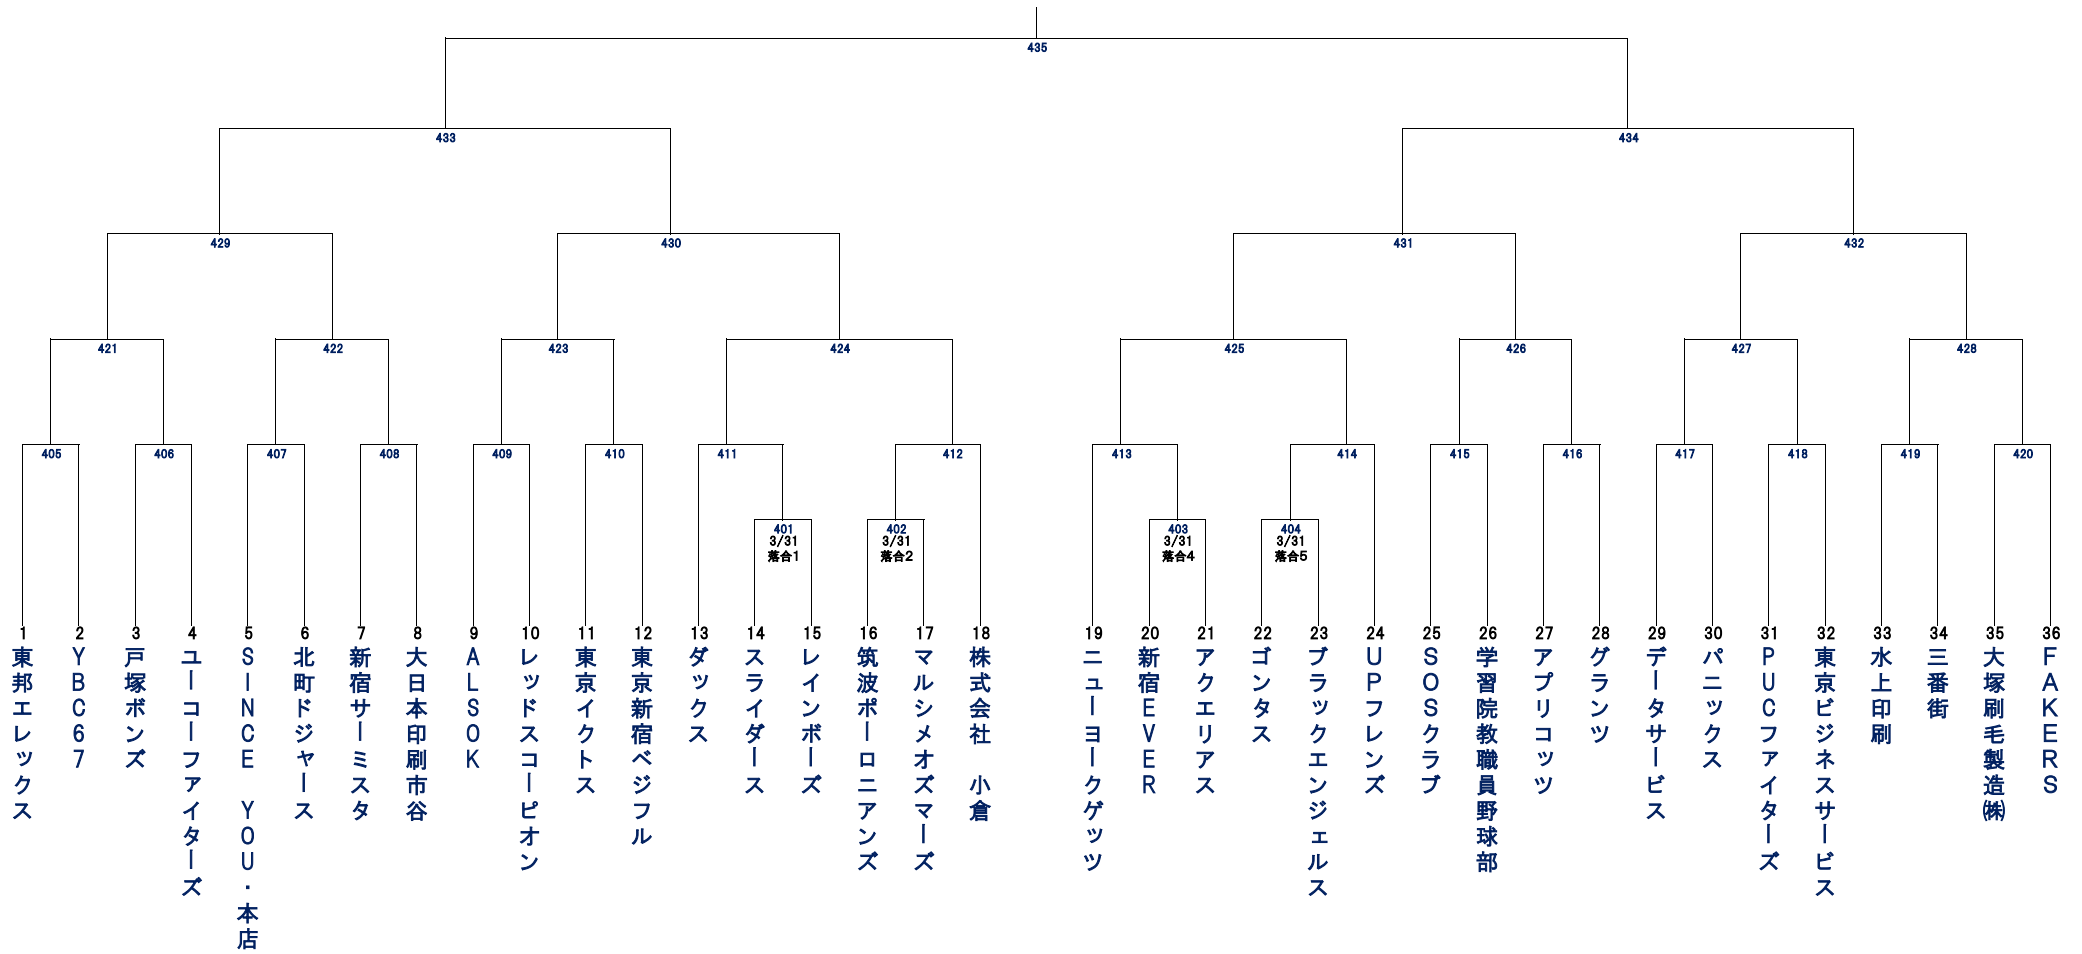 435
433
434
429
430
431
432
421
422
423
424
425
426
427
428
405
406
407
408
409
410
411
412
413
414
415
416
417
418
419
420
401
3/31
落合1
402
3/31
落合2
403
3/31
落合4
404
3/31
落合5
1
東邦エレックス
2
YBC67
3
戸塚ボンズ
4
ユーコーファイターズ
5
SINCE YOU・本店
6
北町ドジャース
7
新宿サーミスタ
8
大日本印刷市谷
9
ALSOK
10
レッドスコーピオン
11
東京イクトス
12
東京新宿ベジフル
13
ダックス
14
スライダース
15
レインボーズ
16
筑波ポーロニアンズ
17
マルシメオズマーズ
18
株式会社 小倉
19
ニューヨークゲッツ
20
新宿EVER
21
アクエリアス
22
ゴンタス
23
ブラックエンジェルス
24
UPフレンズ
25
SOSクラブ
26
学習院教職員野球部
27
アプリコッツ
28
グランツ
29
データサービス
30
パニックス
31
PUCファイターズ
32
東京ビジネスサービス
33
水上印刷
34
三番街
35
大塚刷毛製造㈱
36
FAKERS